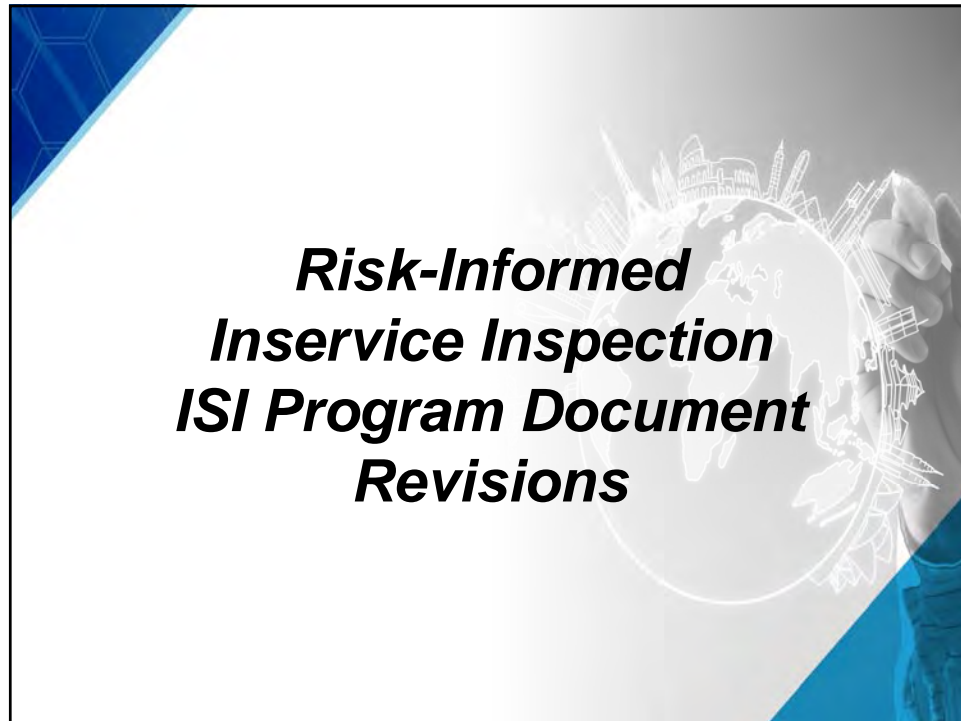 Risk-Informed
Inservice Inspection
ISI Program Document
Revisions